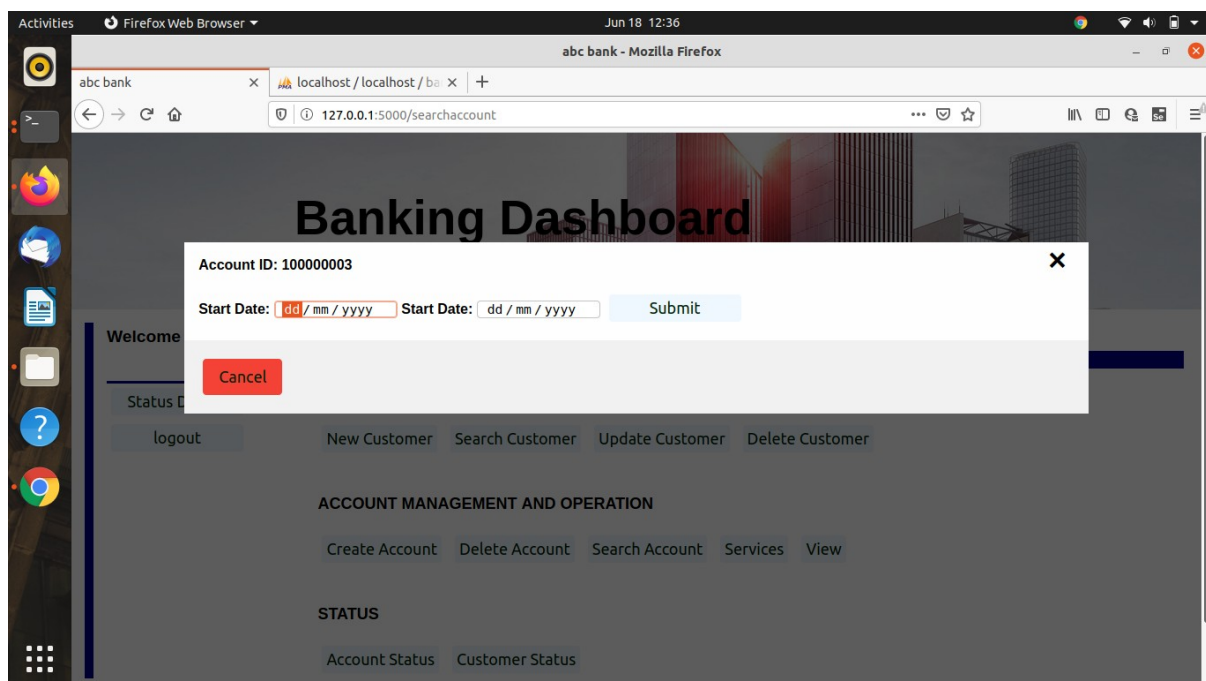 Activities Firefox Web Browser Jun 18 12:36
abc bank - Mozilla Firefox
abc bank localhost / localhost / ba
127.0.0.1:5000/searchaccount
Banking Dashboard
Account ID: 100000003
Start Date: dd / mm / yyyy Start Date: dd / mm / yyyy Submit
Welcome
Cancel
Status D
logout New Customer Search Customer Update Customer Delete Customer
ACCOUNT MANAGEMENT AND OPERATION
Create Account Delete Account Search Account Services View
STATUS
Account Status Customer Status